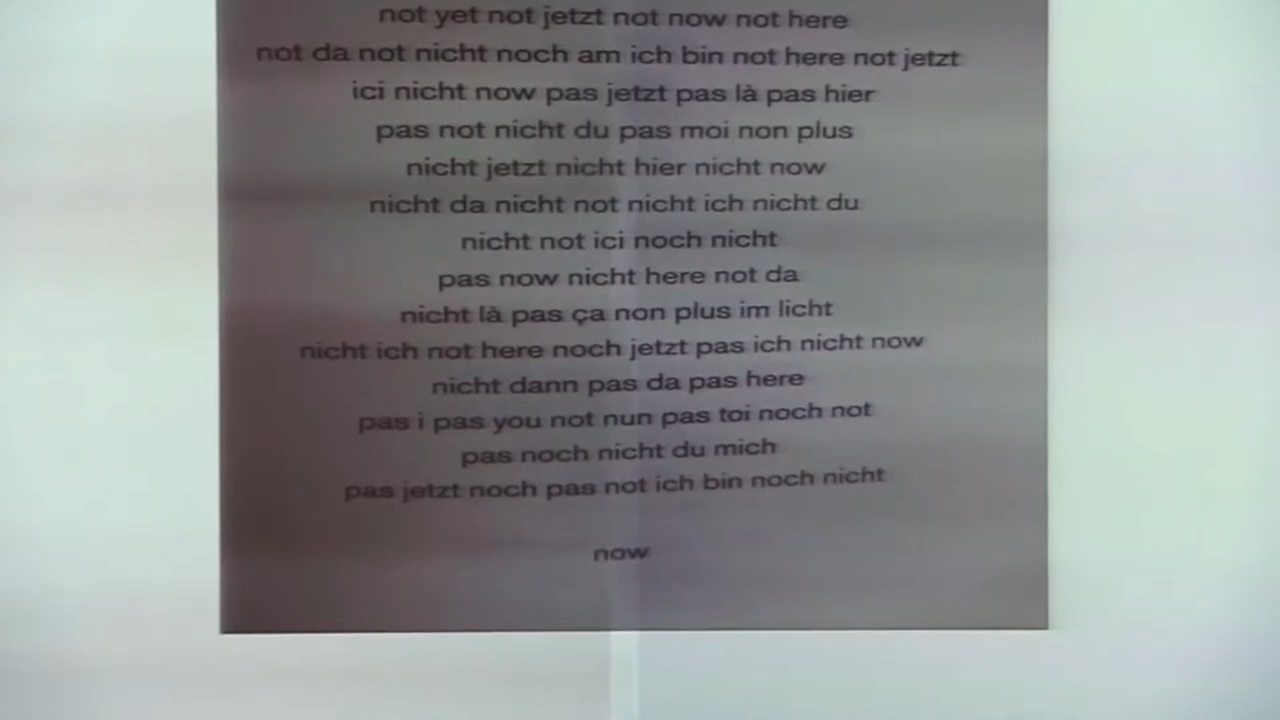 not yet not jetzt not now not here
not da not nicht noch am ich bin not here not jetzt
ici nicht now pas jetzt pas là pas hier
pas not nicht du pas moi non plus
nicht jetzt nicht hier nicht now
nicht da nicht not nicht ich nicht du
nicht not ici noch nicht
pas now nicht here not da
nicht là pas ça non plus im licht
nicht ich not here noch jetzt pas ich nicht now
nicht dann pas da pas here
pas i pas you not nun pas toi noch not
pas noch nicht du mich
pas jetzt noch pas not ich bin noch nicht
now